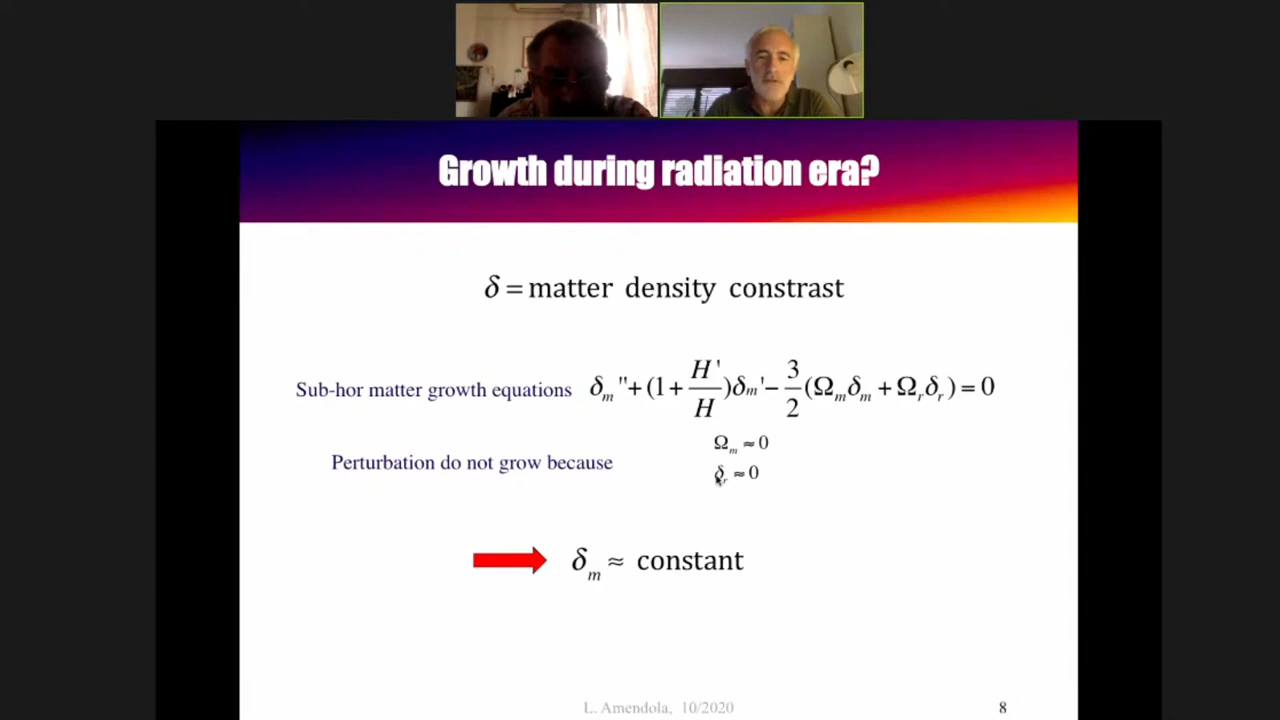 Growth during radiation era?
δ = matter density constrast
Sub-hor matter growth equations δ_m '' + (1 + H'/H)δ_m ' − 3/2 (Ω_m δ_m + Ω_r δ_r) = 0
Ω_m ≈ 0
Perturbation do not grow because
δ_r ≈ 0
δ_m ≈ constant
L. Amendola, 10/2020
8